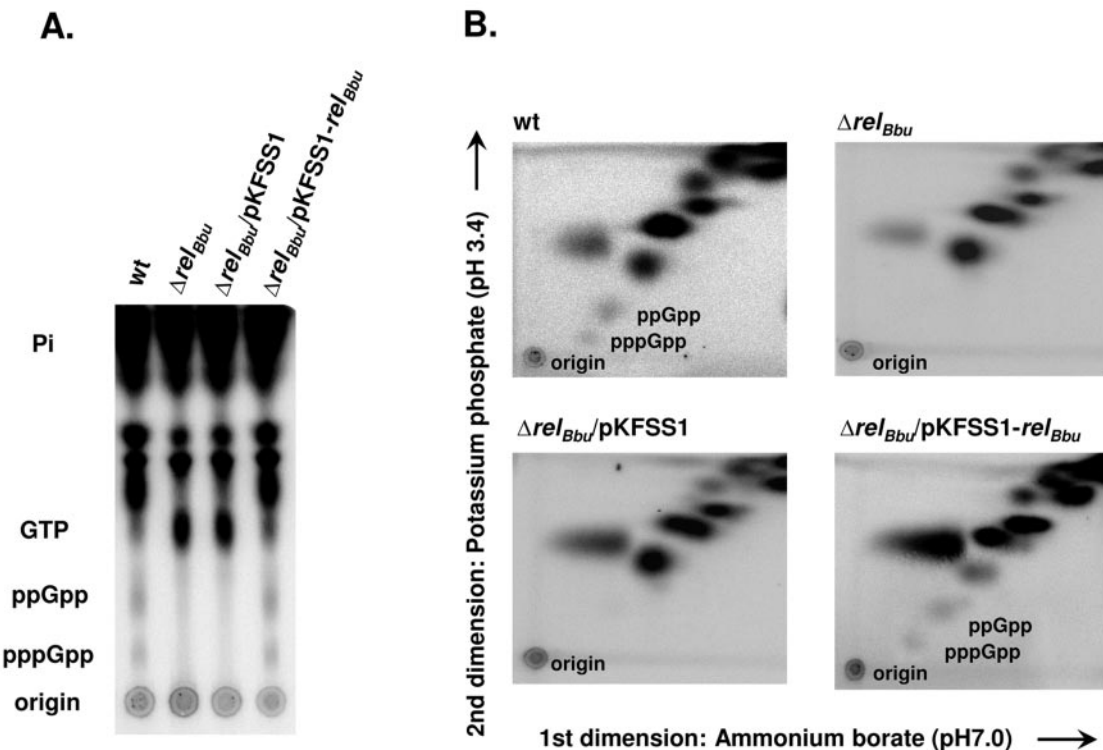 A.
wt
Δrel_Bbu
Δrel_Bbu/pKFSS1
Δrel_Bbu/pKFSS1-rel_Bbu
Pi
GTP
ppGpp
pppGpp
origin
B.
2nd dimension: Potassium phosphate (pH 3.4)
wt
ppGpp
pppGpp
origin
Δrel_Bbu
origin
Δrel_Bbu/pKFSS1
origin
Δrel_Bbu/pKFSS1-rel_Bbu
ppGpp
pppGpp
origin
1st dimension: Ammonium borate (pH7.0)